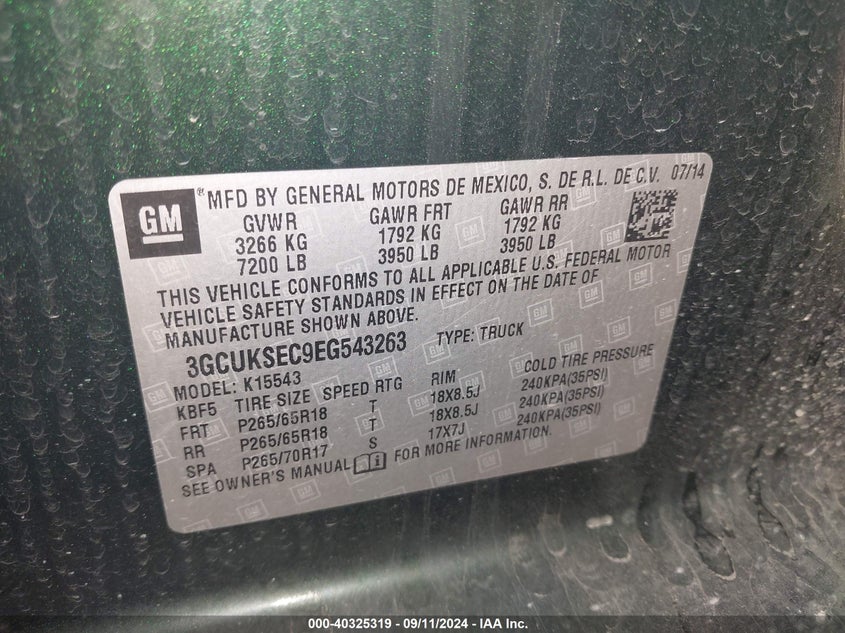 GM ® MFD BY GENERAL MOTORS DE MEXICO, S. DE R.L. DE C.V. 07/14
GVWR GAWR FRT GAWR RR
3266 KG 1792 KG 1792 KG
7200 LB 3950 LB 3950 LB
THIS VEHICLE CONFORMS TO ALL APPLICABLE U.S. FEDERAL MOTOR
VEHICLE SAFETY STANDARDS IN EFFECT ON THE DATE OF
MANUFACTURE SHOWN ABOVE.
3GCUKSEC9EG543263 TYPE: TRUCK
MODEL: K15543
KBF5 TIRE SIZE SPEED RTG RIM COLD TIRE PRESSURE
FRT P265/65R18 T 18X8.5J 240KPA(35PSI)
RR P265/65R18 T 18X8.5J 240KPA(35PSI)
SPA P265/70R17 S 17X7J 240KPA(35PSI)
SEE OWNER'S MANUAL FOR MORE INFORMATION.
000-40325319 - 09/11/2024 - IAA Inc.